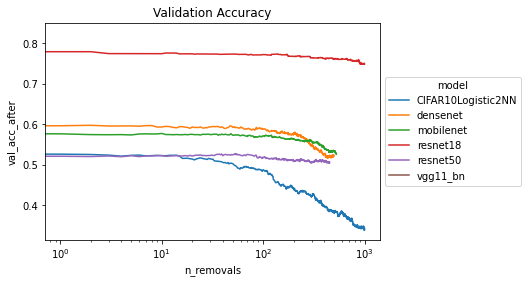 Validation Accuracy
0.8
0.7
0.6
0.5
0.4
val_acc_after
10⁰
10¹
10²
10³
n_removals
model
CIFAR10Logistic2NN
densenet
mobilenet
resnet18
resnet50
vgg11_bn